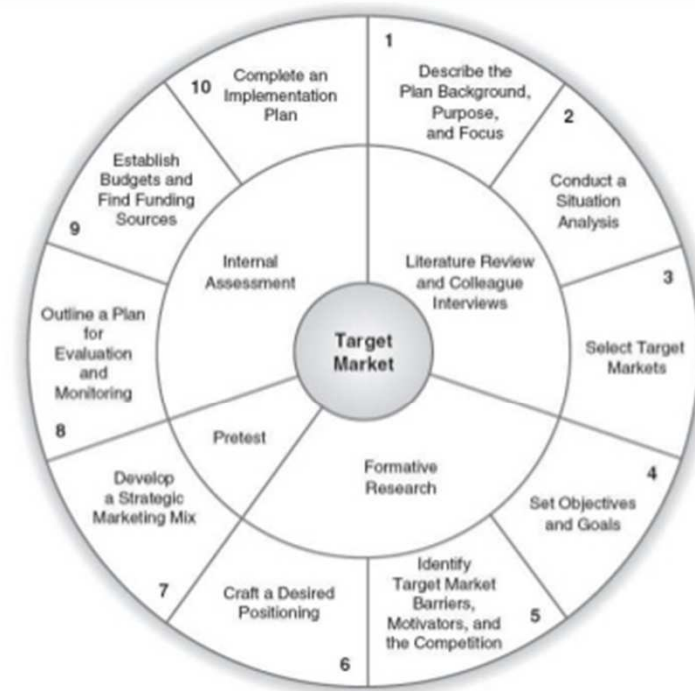 1
Describe the
Plan Background,
Purpose,
and Focus
2
Conduct a
Situation
Analysis
3
Select Target
Markets
4
Set Objectives
and Goals
Identify
Target Market
Barriers,
Motivators, and
the Competition
5
Craft a Desired
Positioning
6
Develop
a Strategic
Marketing Mix
7
Outline a Plan
for
Evaluation
and
Monitoring
8
Establish
Budgets and
Find Funding
Sources
9
10
Complete an
Implementation
Plan
Internal
Assessment
Literature Review
and Colleague
Interviews
Target
Market
Pretest
Formative
Research